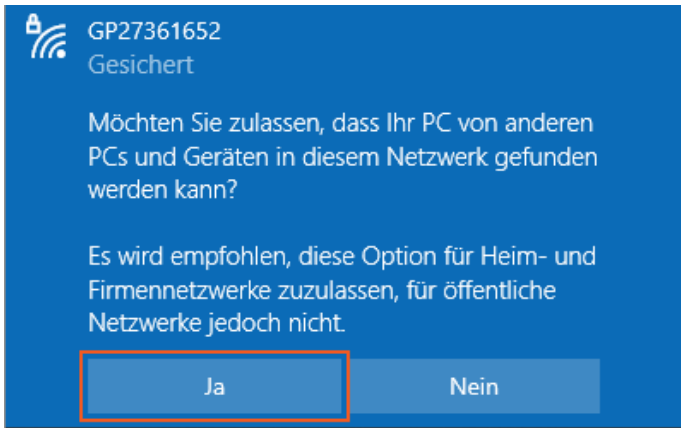 GP27361652
Gesichert
Möchten Sie zulassen, dass Ihr PC von anderen
PCs und Geräten in diesem Netzwerk gefunden
werden kann?
Es wird empfohlen, diese Option für Heim- und
Firmennetzwerke zuzulassen, für öffentliche
Netzwerke jedoch nicht.
Ja
Nein